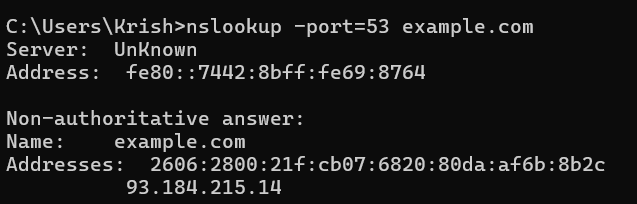 C:\Users\Krish>nslookup -port=53 example.com
Server:  UnKnown
Address:  fe80::7442:8bff:fe69:8764
Non-authoritative answer:
Name:    example.com
Addresses:  2606:2800:21f:cb07:6820:80da:af6b:8b2c
93.184.215.14